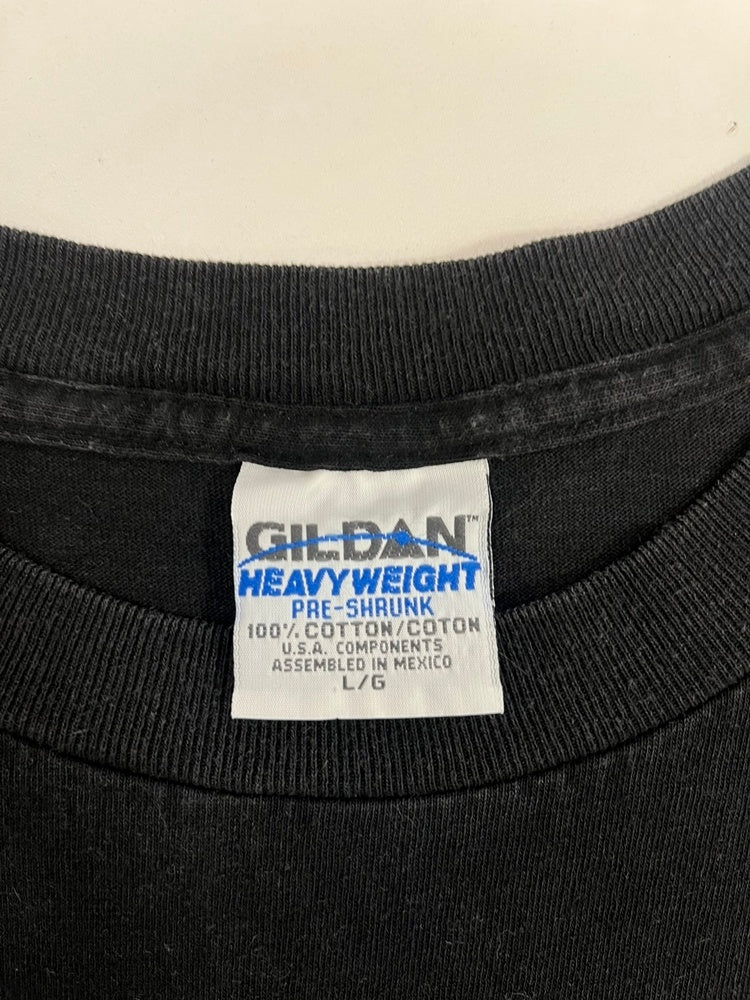 GILDAN™
HEAVYWEIGHT
PRE-SHRUNK
100% COTTON/COTON
U.S.A. COMPONENTS
ASSEMBLED IN MEXICO
L/G